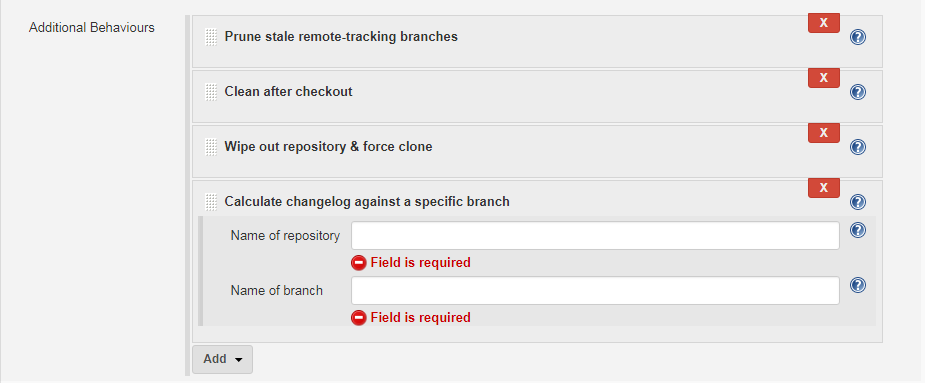 Additional Behaviours
X
Prune stale remote-tracking branches
?
X
Clean after checkout
?
X
Wipe out repository & force clone
?
X
Calculate changelog against a specific branch
?
Name of repository
?
Field is required
Name of branch
?
Field is required
Add